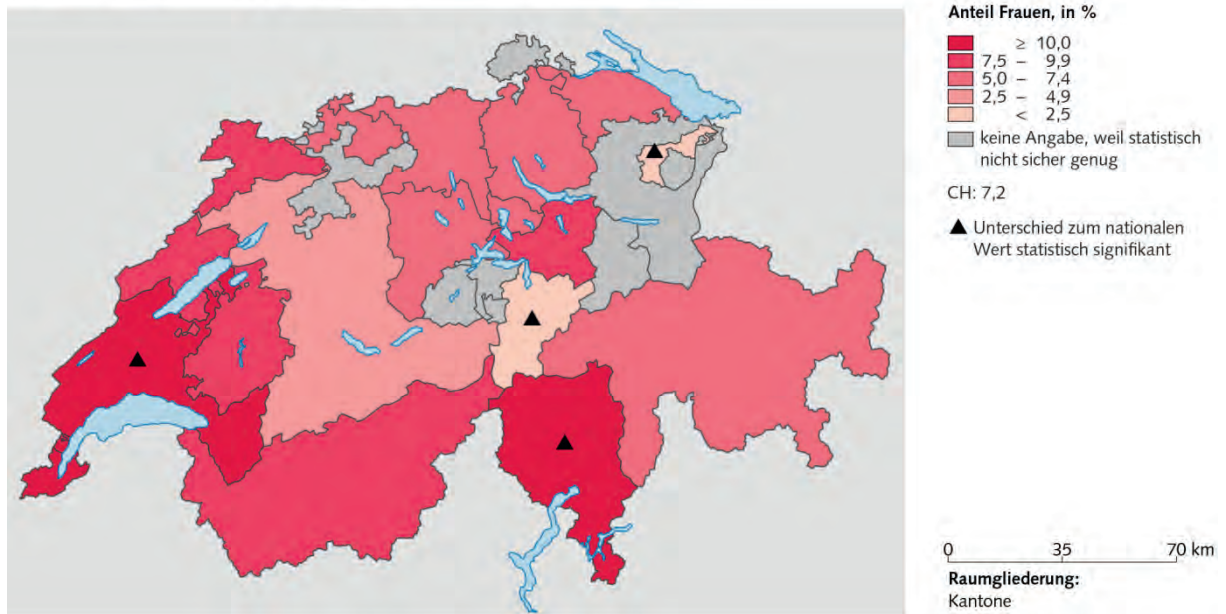 Anteil Frauen, in %
≥ 10,0
7,5 – 9,9
5,0 – 7,4
2,5 – 4,9
< 2,5
keine Angabe, weil statistisch
nicht sicher genug
CH: 7,2
▲ Unterschied zum nationalen
Wert statistisch signifikant
0 35 70 km
Raumgliederung:
Kantone